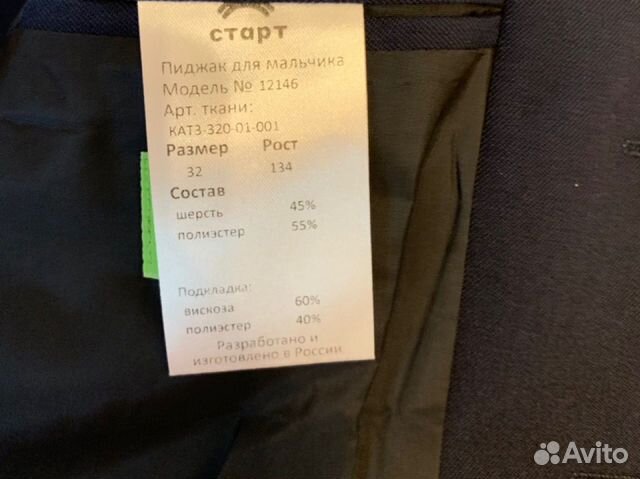 старт
Пиджак для мальчика
Модель № 12146
Арт. ткани:
КАТЗ-320-01-001
Размер Рост
32 134
Состав
шерсть 45%
полиэстер 55%
Подкладка:
вискоза 60%
полиэстер 40%
Разработано и
изготовлено в России
Avito